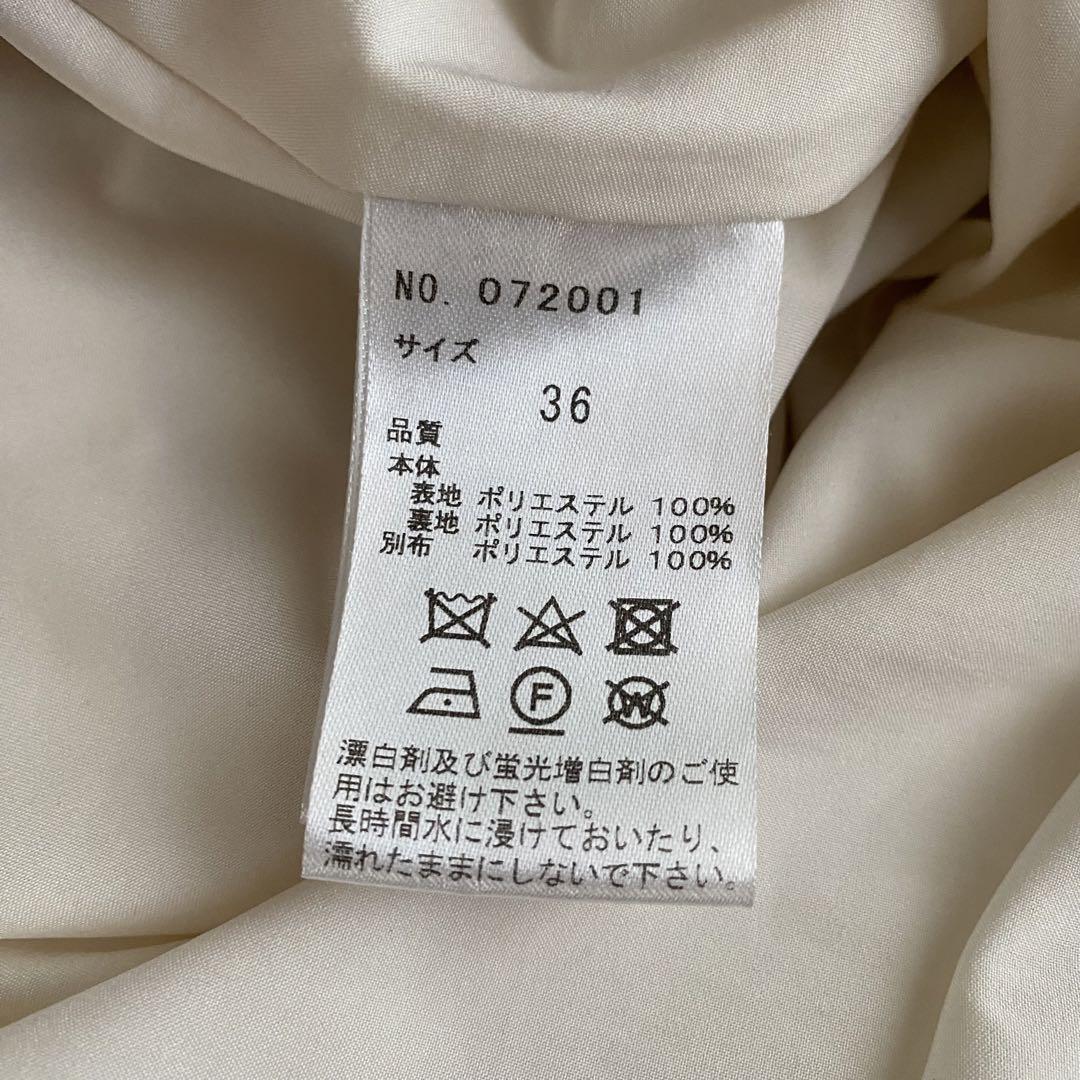 NO. 072001
サイズ
36
品質
本体
表地 ポリエステル 100%
裏地 ポリエステル 100%
別布 ポリエステル 100%
F
W
漂白剤及び蛍光増白剤のご使
用はお避け下さい。
長時間水に浸けておいたり、
濡れたままにしないで下さい。